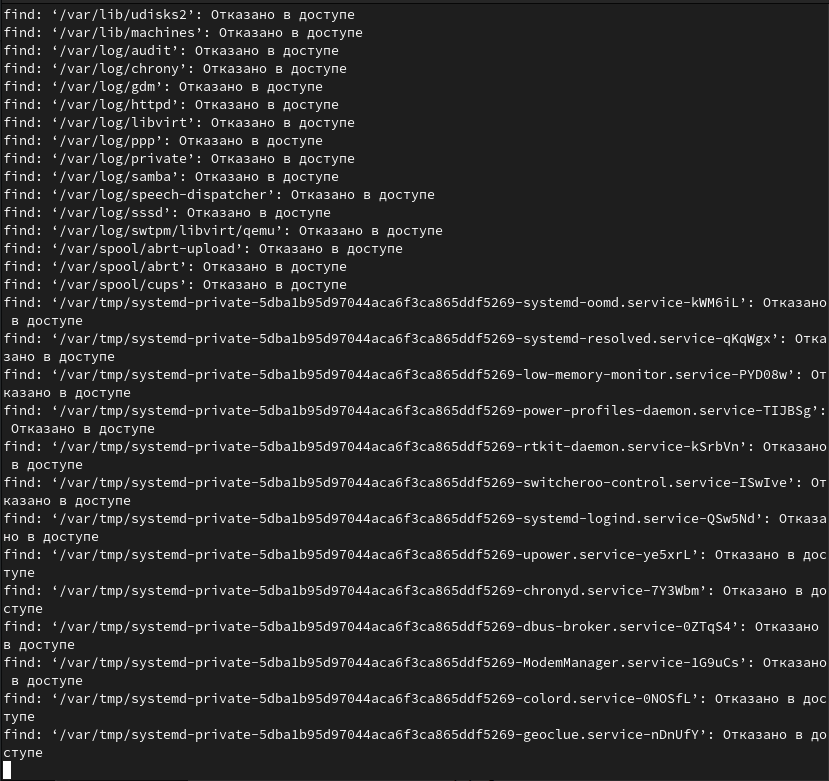 find: ‘/var/lib/udisks2’: Отказано в доступе
find: ‘/var/lib/machines’: Отказано в доступе
find: ‘/var/log/audit’: Отказано в доступе
find: ‘/var/log/chrony’: Отказано в доступе
find: ‘/var/log/gdm’: Отказано в доступе
find: ‘/var/log/httpd’: Отказано в доступе
find: ‘/var/log/libvirt’: Отказано в доступе
find: ‘/var/log/ppp’: Отказано в доступе
find: ‘/var/log/private’: Отказано в доступе
find: ‘/var/log/samba’: Отказано в доступе
find: ‘/var/log/speech-dispatcher’: Отказано в доступе
find: ‘/var/log/sssd’: Отказано в доступе
find: ‘/var/log/swtpm/libvirt/qemu’: Отказано в доступе
find: ‘/var/spool/abrt-upload’: Отказано в доступе
find: ‘/var/spool/abrt’: Отказано в доступе
find: ‘/var/spool/cups’: Отказано в доступе
find: ‘/var/tmp/systemd-private-5dba1b95d97044aca6f3ca865ddf5269-systemd-oomd.service-kWM6iL’: Отказано
 в доступе
find: ‘/var/tmp/systemd-private-5dba1b95d97044aca6f3ca865ddf5269-systemd-resolved.service-qKqWgx’: Отка
зано в доступе
find: ‘/var/tmp/systemd-private-5dba1b95d97044aca6f3ca865ddf5269-low-memory-monitor.service-PYD08w’: От
казано в доступе
find: ‘/var/tmp/systemd-private-5dba1b95d97044aca6f3ca865ddf5269-power-profiles-daemon.service-TIJBSg’:
 Отказано в доступе
find: ‘/var/tmp/systemd-private-5dba1b95d97044aca6f3ca865ddf5269-rtkit-daemon.service-kSrbVn’: Отказано
 в доступе
find: ‘/var/tmp/systemd-private-5dba1b95d97044aca6f3ca865ddf5269-switcheroo-control.service-ISwIve’: От
казано в доступе
find: ‘/var/tmp/systemd-private-5dba1b95d97044aca6f3ca865ddf5269-systemd-logind.service-QSw5Nd’: Отказа
но в доступе
find: ‘/var/tmp/systemd-private-5dba1b95d97044aca6f3ca865ddf5269-upower.service-ye5xrL’: Отказано в дос
тупе
find: ‘/var/tmp/systemd-private-5dba1b95d97044aca6f3ca865ddf5269-chronyd.service-7Y3Wbm’: Отказано в до
ступе
find: ‘/var/tmp/systemd-private-5dba1b95d97044aca6f3ca865ddf5269-dbus-broker.service-0ZTqS4’: Отказано
в доступе
find: ‘/var/tmp/systemd-private-5dba1b95d97044aca6f3ca865ddf5269-ModemManager.service-1G9uCs’: Отказано
 в доступе
find: ‘/var/tmp/systemd-private-5dba1b95d97044aca6f3ca865ddf5269-colord.service-0NOSfL’: Отказано в дос
тупе
find: ‘/var/tmp/systemd-private-5dba1b95d97044aca6f3ca865ddf5269-geoclue.service-nDnUfY’: Отказано в до
ступе